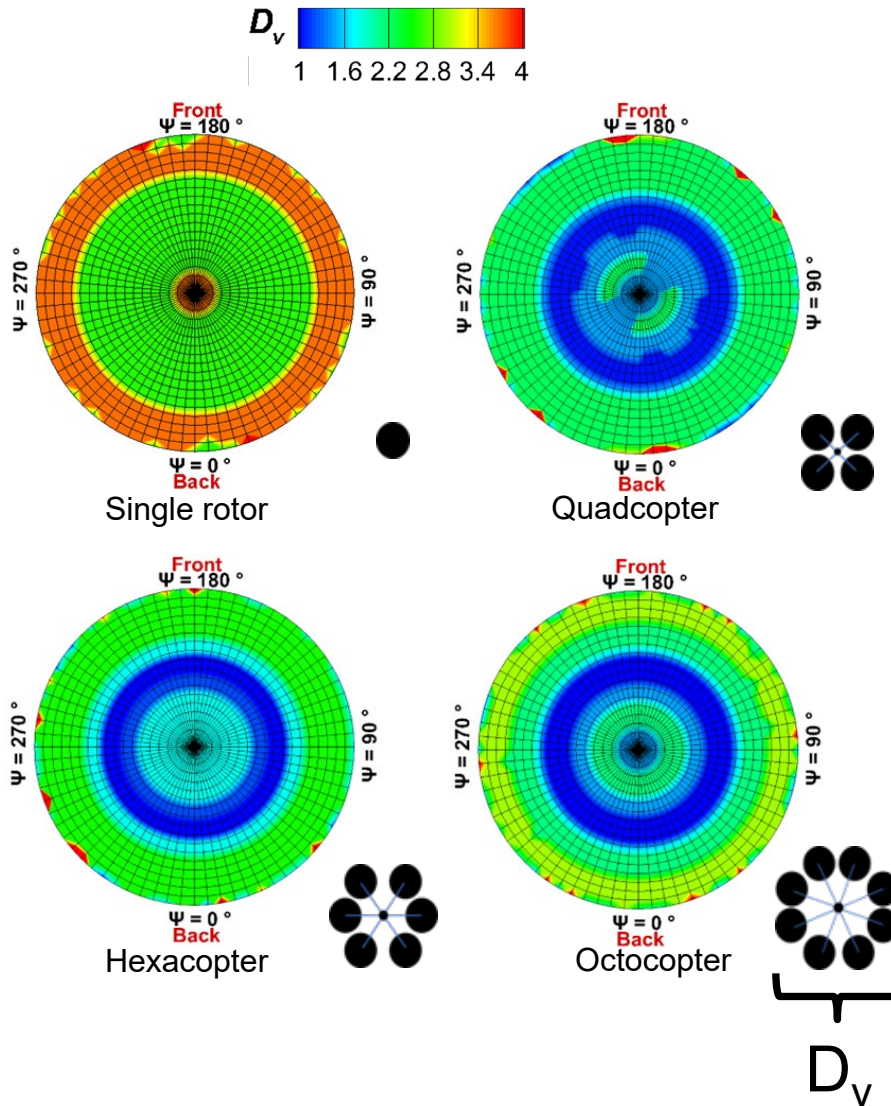 Dv
1 1.6 2.2 2.8 3.4 4
Front
Ψ = 180 °
Ψ = 270 °
Ψ = 90 °
Ψ = 0 °
Back
Single rotor
Front
Ψ = 180 °
Ψ = 270 °
Ψ = 90 °
Ψ = 0 °
Back
Quadcopter
Front
Ψ = 180 °
Ψ = 270 °
Ψ = 90 °
Ψ = 0 °
Back
Hexacopter
Front
Ψ = 180 °
Ψ = 270 °
Ψ = 90 °
Ψ = 0 °
Back
Octocopter
Dv